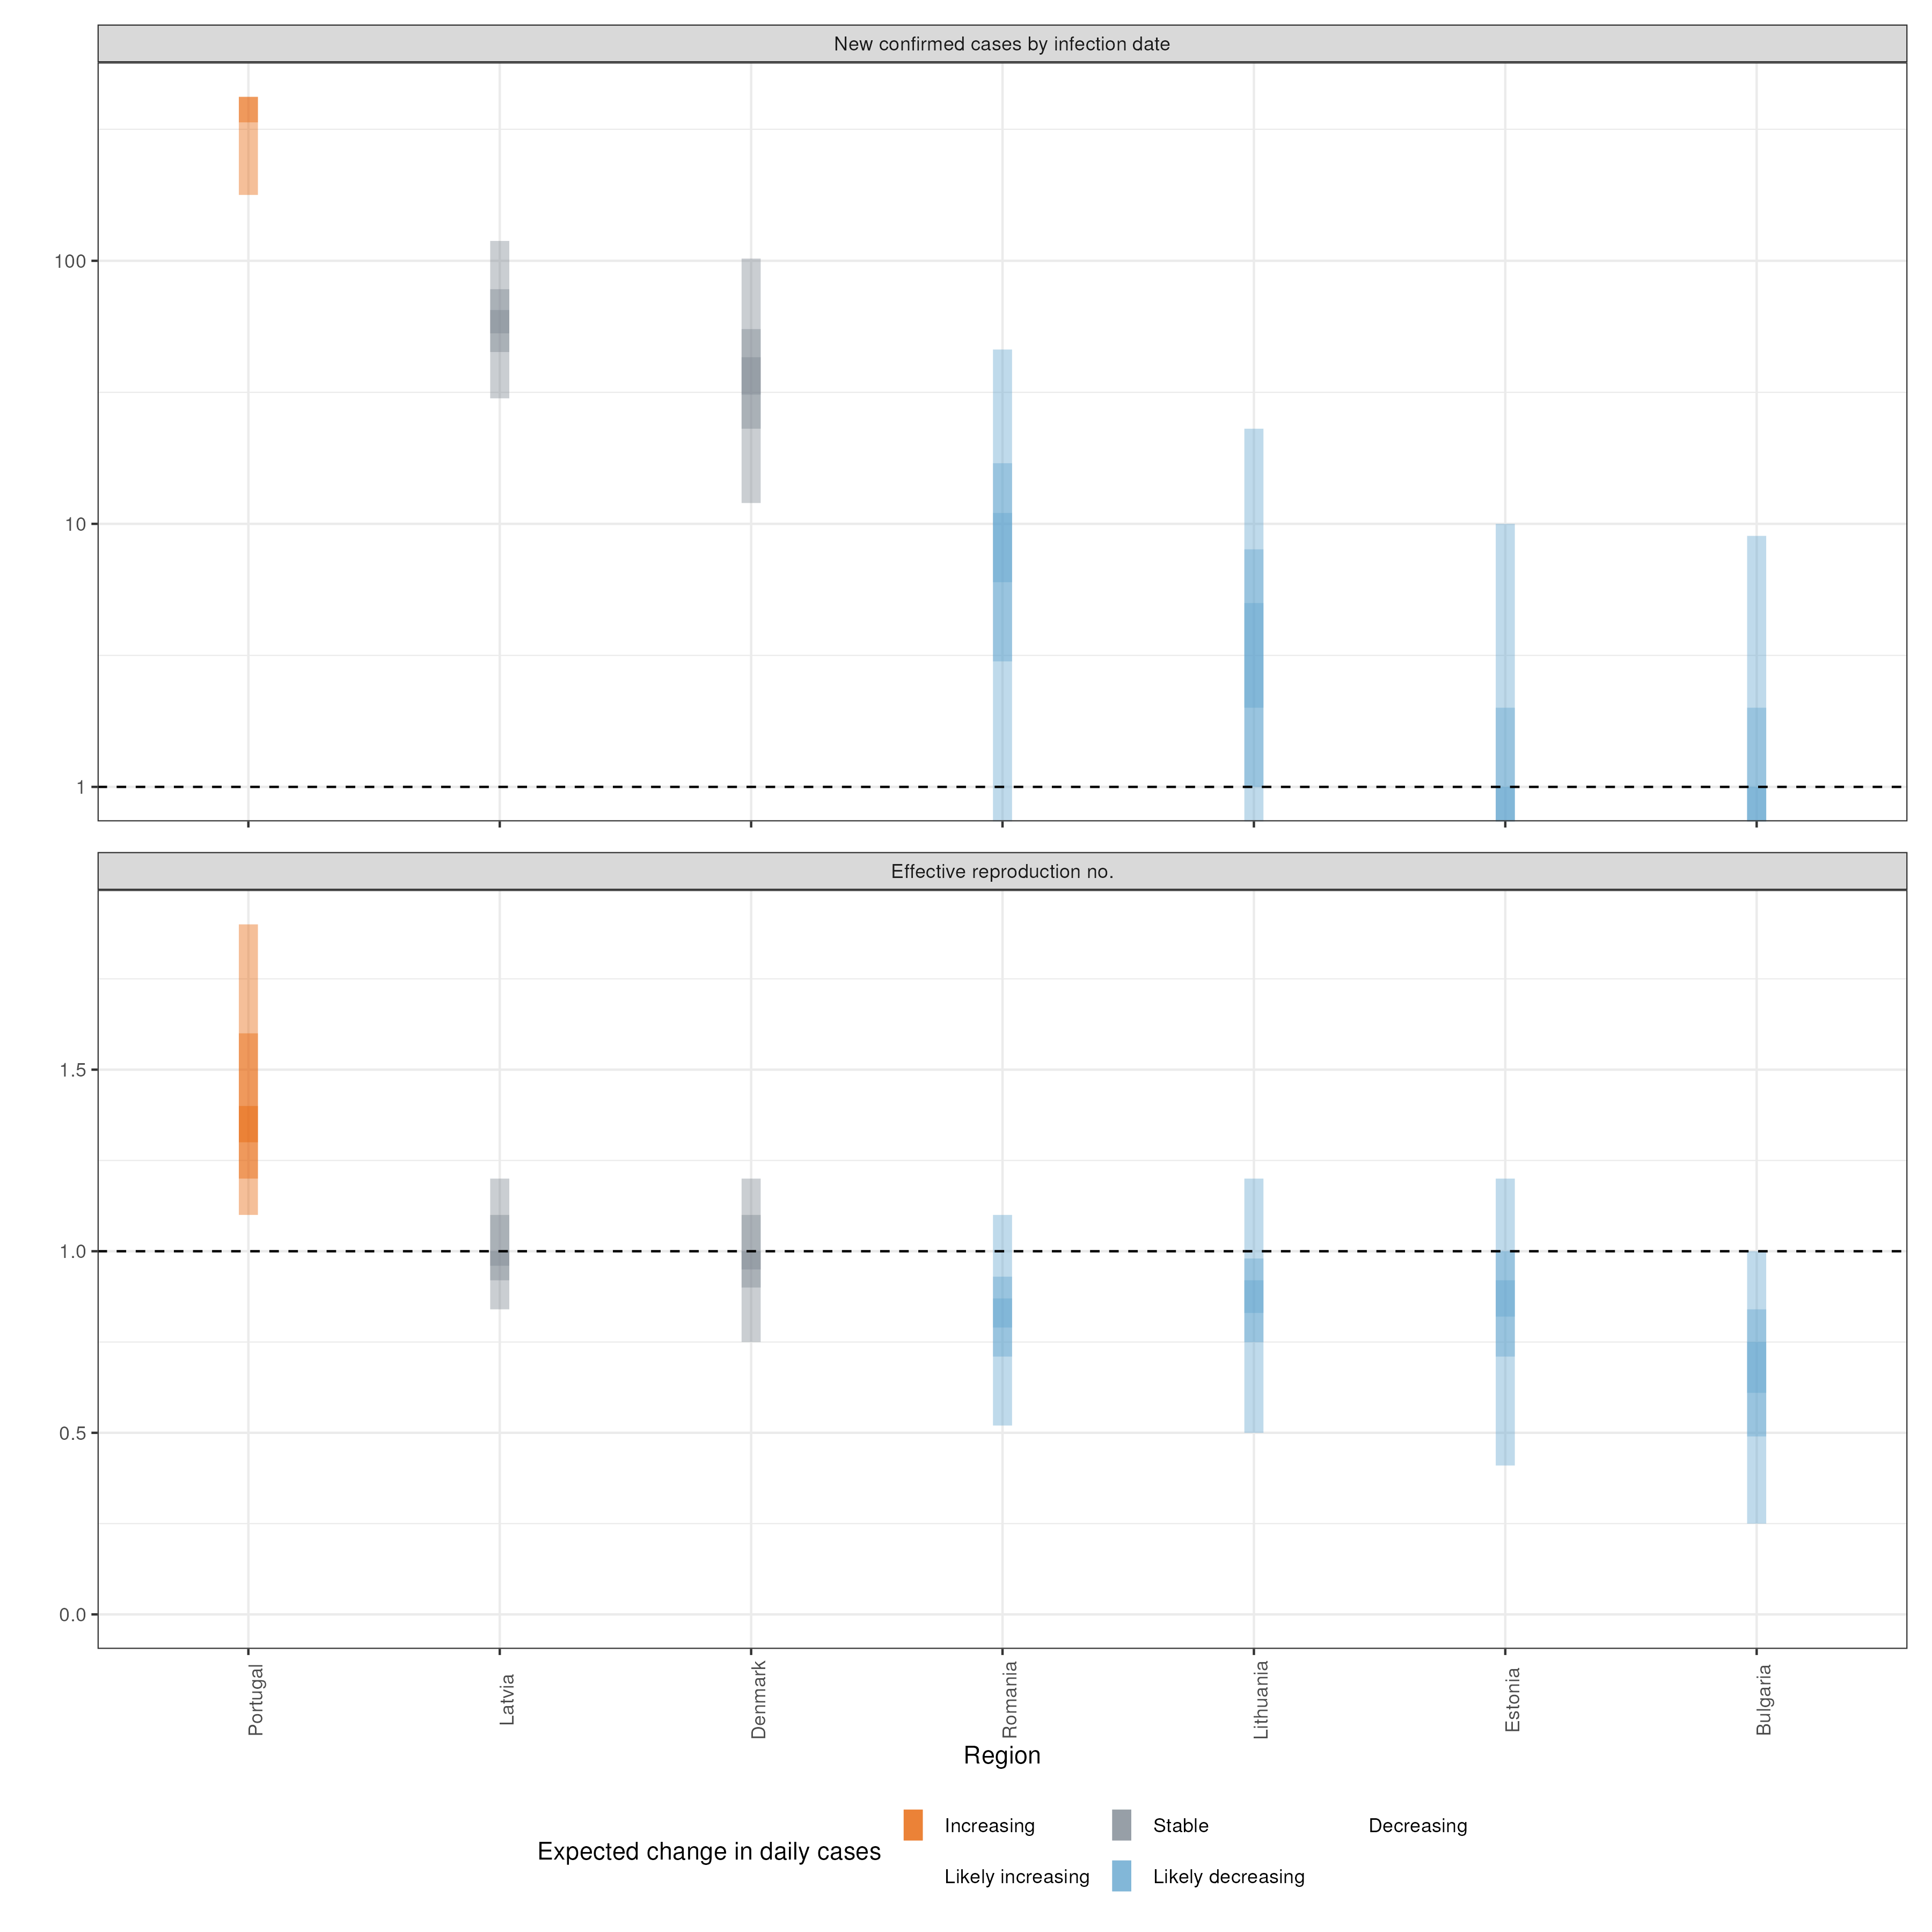 New confirmed cases by infection date
100
10
1
Effective reproduction no.
1.5
1.0
0.5
0.0
Portugal
Latvia
Denmark
Romania
Lithuania
Estonia
Bulgaria
Region
Expected change in daily cases
Increasing
Stable
Decreasing
Likely increasing
Likely decreasing